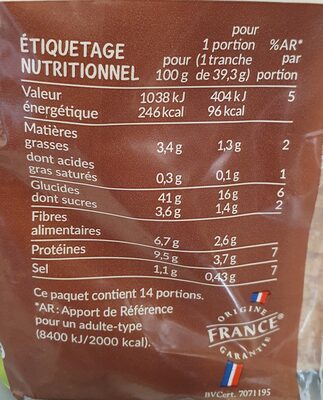 ÉTIQUETAGE
NUTRITIONNEL
pour
100 g
pour
1 portion
(1 tranche
de 39,3 g)
%AR*
par
portion
Valeur
énergétique
1038 kJ 404 kJ 5
246 kcal 96 kcal
Matières
grasses 3,4 g 1,3 g 2
dont acides
gras saturés 0,3 g 0,1 g 1
Glucides 41 g 16 g 6
dont sucres 3,6 g 1,4 g 2
Fibres
alimentaires 6,7 g 2,6 g
Protéines 9,5 g 3,7 g 7
Sel 1,1 g 0,43 g 7
Ce paquet contient 14 portions.
*AR: Apport de Référence
pour un adulte-type
(8400 kJ/2000 kcal).
ORIGINE
FRANCE®
GARANTIE
BVCert. 7071195